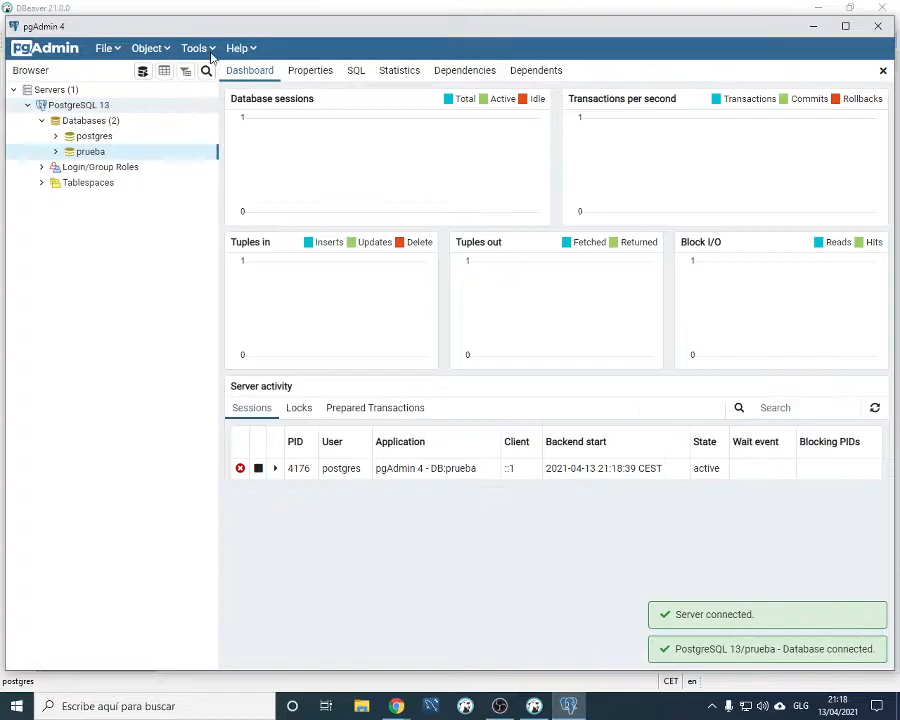 DBeaver 21.0.0
pgAdmin 4
pgAdmin File Object Tools Help
Browser
Dashboard Properties SQL Statistics Dependencies Dependents
Servers (1)
PostgreSQL 13
Databases (2)
postgres
prueba
Login/Group Roles
Tablespaces
Database sessions Total Active Idle
1
0
Transactions per second Transactions Commits Rollbacks
1
0
Tuples in Inserts Updates Delete
1
0
Tuples out Fetched Returned
1
0
Block I/O Reads Hits
1
0
Server activity
Sessions Locks Prepared Transactions Search
PID User Application Client Backend start State Wait event Blocking PIDs
4176 postgres pgAdmin 4 - DB:prueba ::1 2021-04-13 21:18:39 CEST active
Server connected.
PostgreSQL 13/prueba - Database connected.
postgres CET en
Escribe aquí para buscar
GLG
21:18
13/04/2021